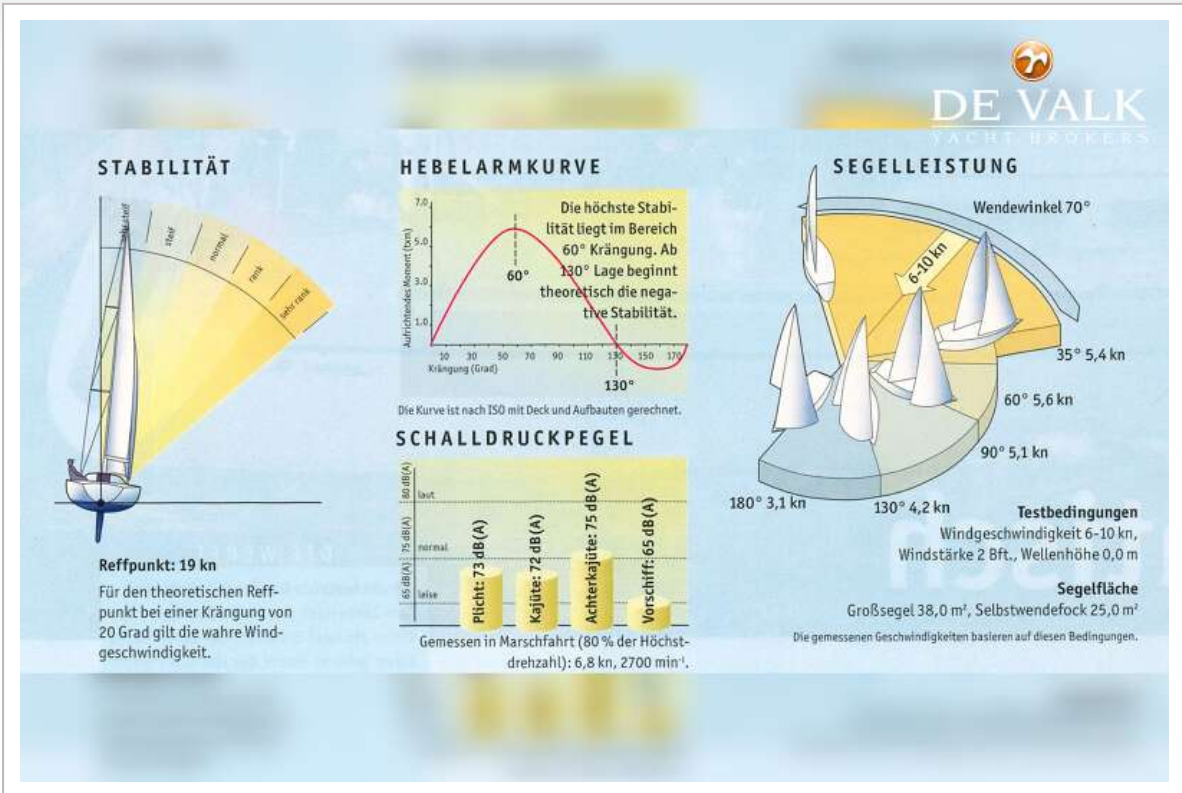 DE VALK
YACHT BROKERS
STABILITÄT
sehr steif
steif
normal
rank
sehr rank
Reffpunkt: 19 kn
Für den theoretischen Reff-
punkt bei einer Krängung von
20 Grad gilt die wahre Wind-
geschwindigkeit.
HEBELARMKURVE
Aufrichtendes Moment (txm)
7.0
5.0
3.0
1.0
Die höchste Stabi-
lität liegt im Bereich
60° Krängung. Ab
130° Lage beginnt
theoretisch die nega-
tive Stabilität.
60°
10 30 50 70 90 110 130 150 170
Krängung (Grad)
130°
Die Kurve ist nach ISO mit Deck und Aufbauten gerechnet.
SCHALLDRUCKPEGEL
80 dB(A)
75 dB(A)
65 dB(A)
laut
normal
leise
Plicht: 73 dB(A)
Kajüte: 72 dB(A)
Achterkajüte: 75 dB(A)
Vorschiff: 65 dB(A)
Gemessen in Marschfahrt (80 % der Höchst-
drehzahl): 6,8 kn, 2700 min⁻¹.
SEGELLEISTUNG
Wendewinkel 70°
6-10 kn
35° 5,4 kn
60° 5,6 kn
90° 5,1 kn
130° 4,2 kn
180° 3,1 kn
Testbedingungen
Windgeschwindigkeit 6-10 kn,
Windstärke 2 Bft., Wellenhöhe 0,0 m
Segelfläche
Großsegel 38,0 m², Selbstwendefock 25,0 m²
Die gemessenen Geschwindigkeiten basieren auf diesen Bedingungen.